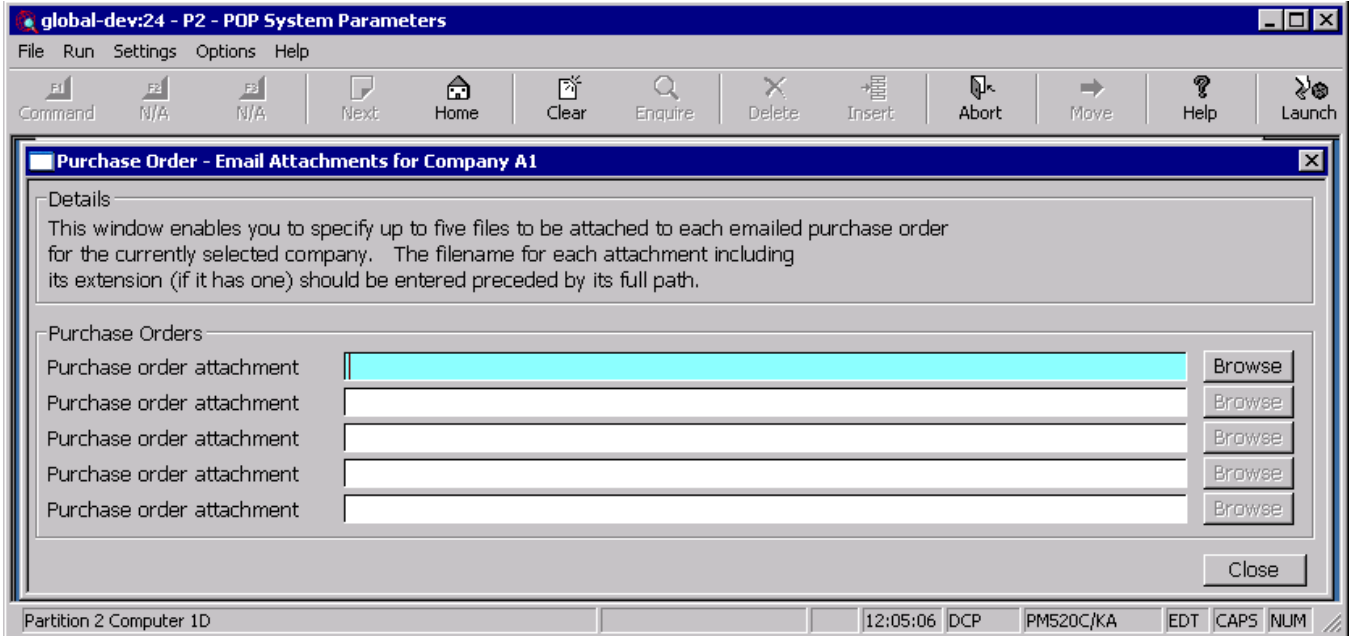 global-dev:24 - P2 - POP System Parameters
File Run Settings Options Help
F1 F2 F3
Command N/A N/A Next Home Clear Enquire Delete Insert Abort Move Help Launch
Purchase Order - Email Attachments for Company A1
Details
This window enables you to specify up to five files to be attached to each emailed purchase order
for the currently selected company. The filename for each attachment including
its extension (if it has one) should be entered preceded by its full path.
Purchase Orders
Purchase order attachment Browse
Purchase order attachment Browse
Purchase order attachment Browse
Purchase order attachment Browse
Purchase order attachment Browse
Close
Partition 2 Computer 1D 12:05:06 DCP PM520C/KA EDT CAPS NUM